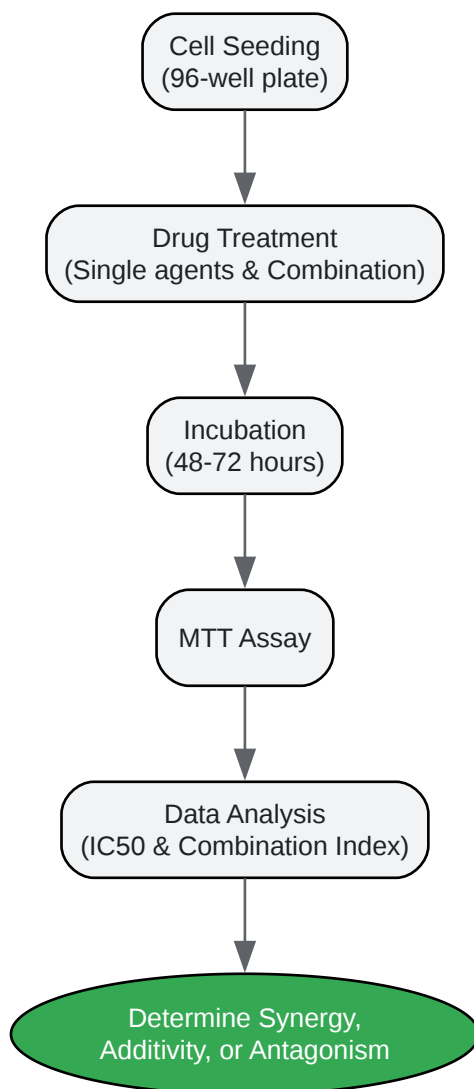 Cell Seeding
(96-well plate)
Drug Treatment
(Single agents & Combination)
Incubation
(48-72 hours)
MTT Assay
Data Analysis
(IC50 & Combination Index)
Determine Synergy,
Additivity, or Antagonism